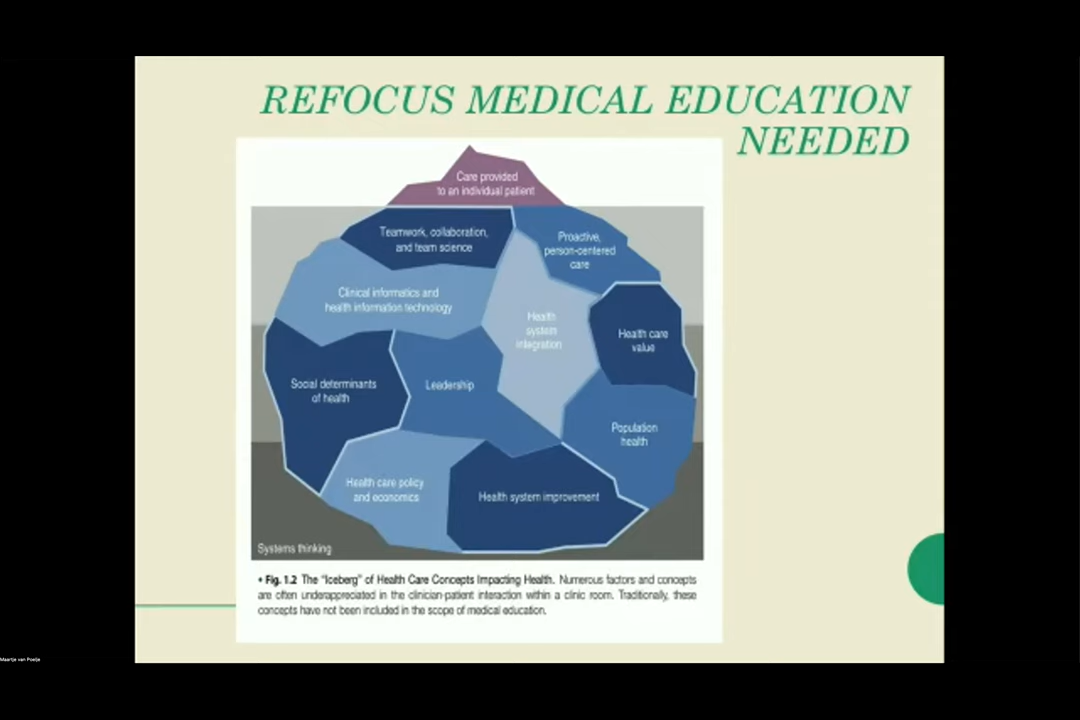 REFOCUS MEDICAL EDUCATION
NEEDED
Care provided
to an individual patient
Teamwork, collaboration,
and team science
Proactive,
person-centered
care
Clinical informatics and
health information technology
Health
system
integration
Health care
value
Social determinants
of health
Leadership
Population
health
Health care policy
and economics
Health system improvement
Systems thinking
• Fig. 1.2 The “Iceberg” of Health Care Concepts Impacting Health. Numerous factors and concepts
are often underappreciated in the clinician-patient interaction within a clinic room. Traditionally, these
concepts have not been included in the scope of medical education.
Maartje van Poelje